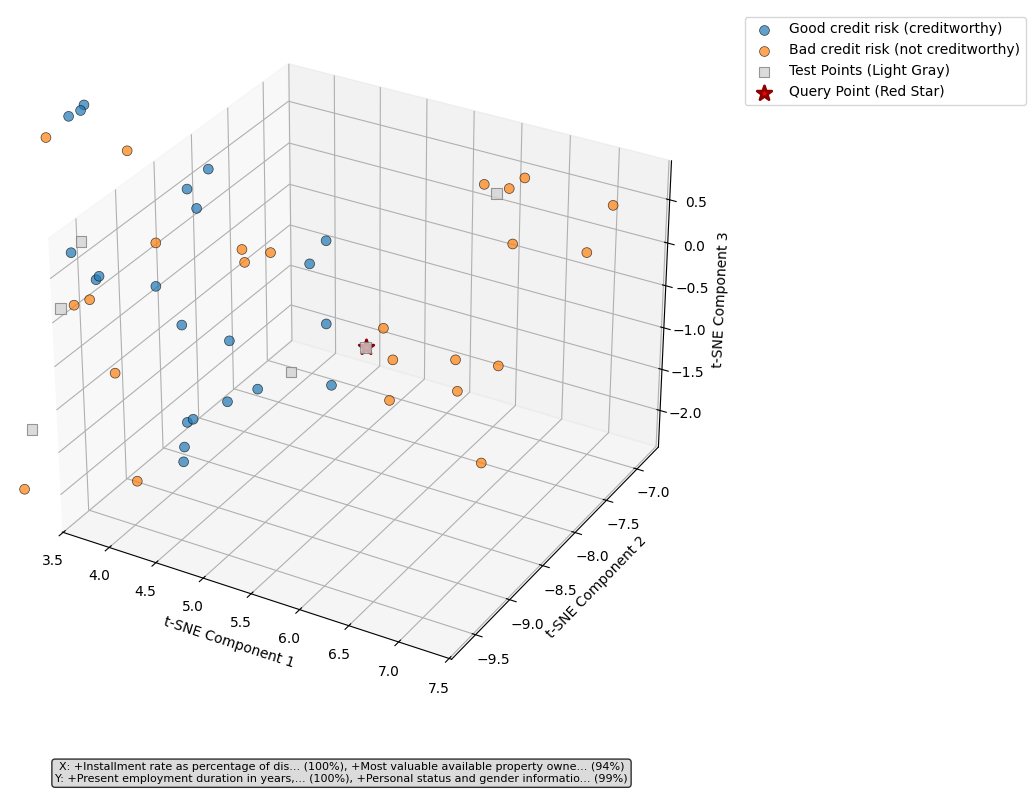 Good credit risk (creditworthy)
Bad credit risk (not creditworthy)
Test Points (Light Gray)
Query Point (Red Star)
0.5
0.0
−0.5
−1.0
−1.5
−2.0
t-SNE Component 3
−7.0
−7.5
−8.0
−8.5
−9.0
−9.5
t-SNE Component 2
3.5
4.0
4.5
5.0
5.5
6.0
6.5
7.0
7.5
t-SNE Component 1
X: +Installment rate as percentage of dis... (100%), +Most valuable available property owne... (94%)
Y: +Present employment duration in years,... (100%), +Personal status and gender informatio... (99%)